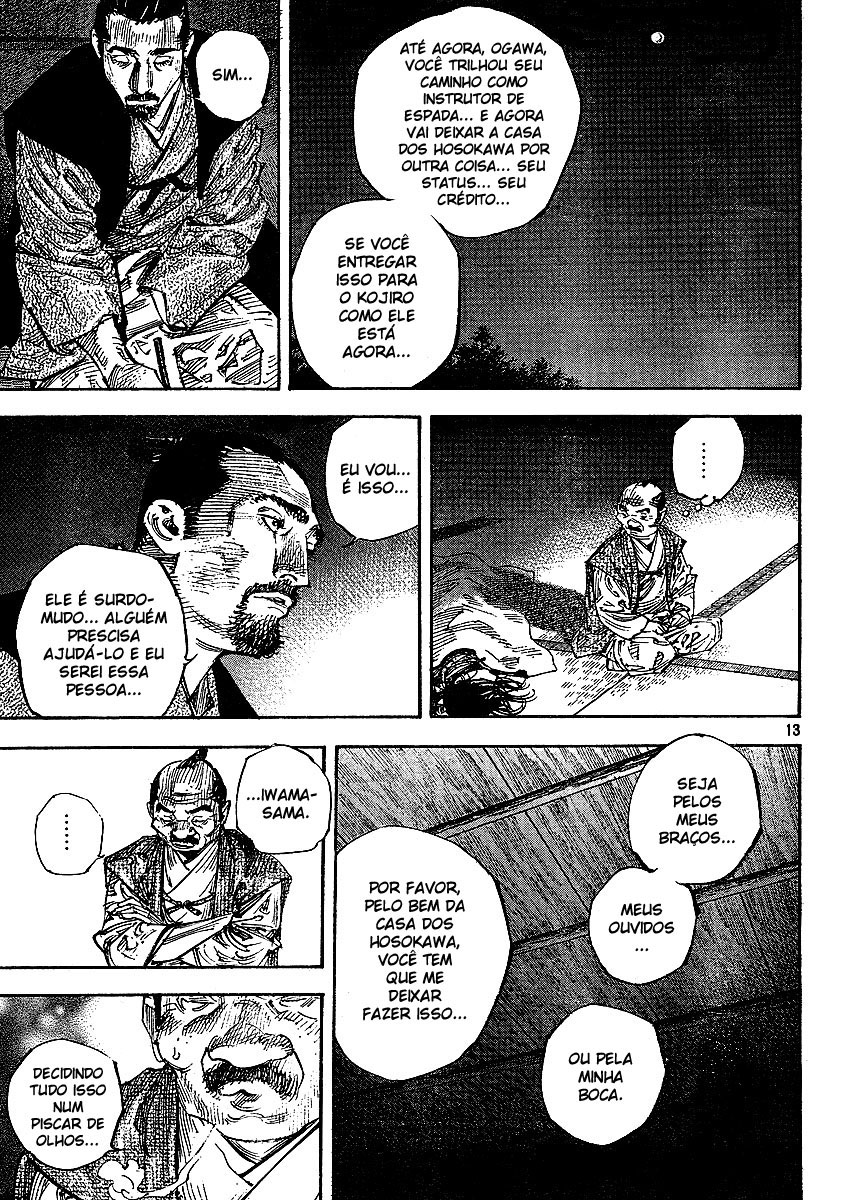 ATÉ AGORA, OGAWA,
VOCÊ TRILHOU SEU
CAMINHO COMO
INSTRUTOR DE
ESPADA... E AGORA
VAI DEIXAR A CASA
DOS HOSOKAWA POR
OUTRA COISA... SEU
STATUS... SEU
CRÉDITO...
SE VOCÊ
ENTREGAR
ISSO PARA
O KOJIRO
COMO ELE
ESTÁ
AGORA...
SIM...
......
EU VOU...
É ISSO...
ELE É SURDO-
MUDO... ALGUÉM
PRESCISA
AJUDÁ-LO E EU
SEREI ESSA
PESSOA...
13
SEJA
PELOS
MEUS
BRAÇOS...
MEUS
OUVIDOS
...
OU PELA
MINHA
BOCA.
POR FAVOR,
PELO BEM DA
CASA DOS
HOSOKAWA,
VOCÊ TEM
QUE ME
DEIXAR
FAZER ISSO...
...IWAMA-
SAMA.
......
DECIDINDO
TUDO ISSO
NUM
PISCAR DE
OLHOS...